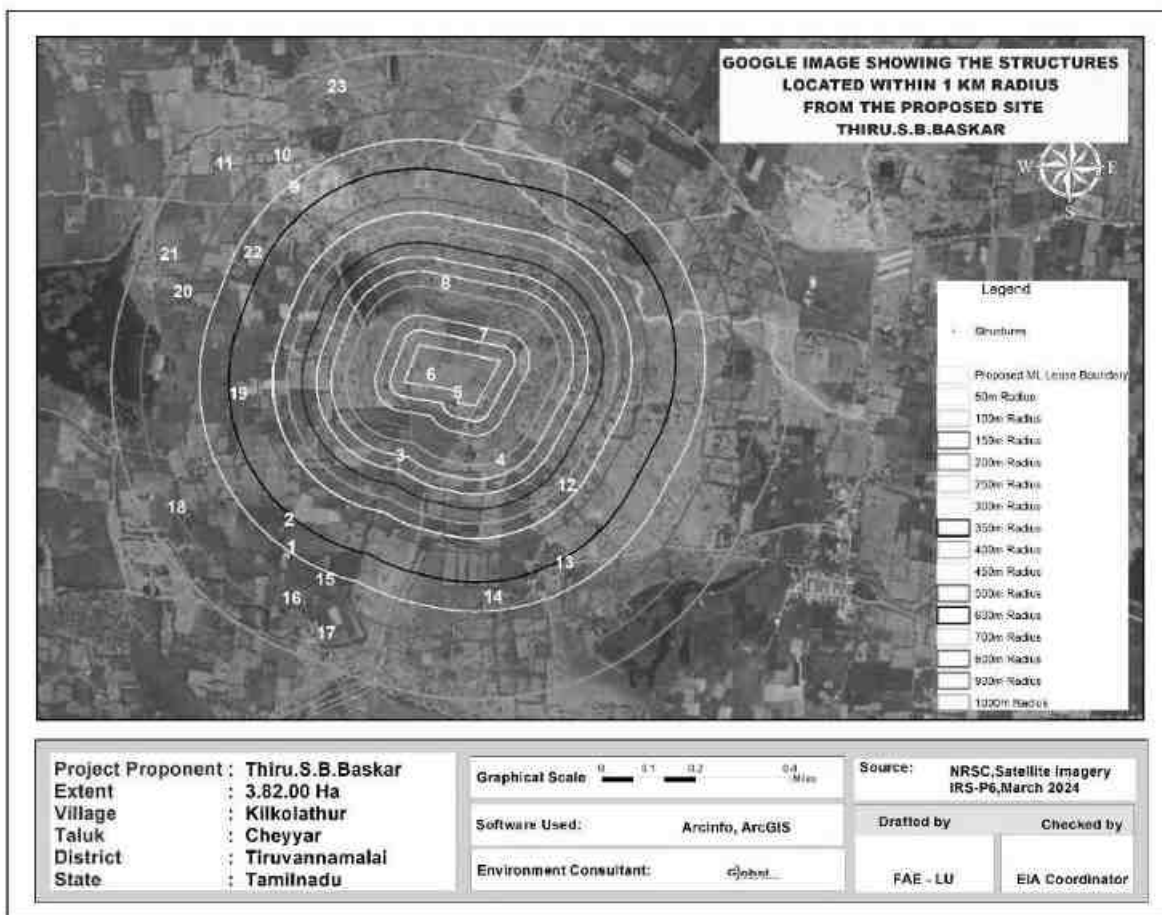 GOOGLE IMAGE SHOWING THE STRUCTURES
LOCATED WITHIN 1 KM RADIUS
FROM THE PROPOSED SITE
THIRU.S.B.BASKAR
W E
S
23
11 10
9
21 22
20
8
7
6
5
19
3 4
12
18
2
1
13
15
16 14
17
Legend
Structures
Proposed ML Lease Boundary
50m Radius
100m Radius
150m Radius
200m Radius
250m Radius
300m Radius
350m Radius
400m Radius
450m Radius
500m Radius
600m Radius
700m Radius
800m Radius
900m Radius
1000m Radius
Project Proponent : Thiru.S.B.Baskar
Extent : 3.82.00 Ha
Village : Kilkolathur
Taluk : Cheyyar
District : Tiruvannamalai
State : Tamilnadu
Graphical Scale 0 0.1 0.2 0.4
Miles
Software Used: Arcinfo, ArcGIS
Environment Consultant: Global
Source: NRSC,Satellite Imagery
IRS-P6,March 2024
Drafted by Checked by
FAE - LU EIA Coordinator